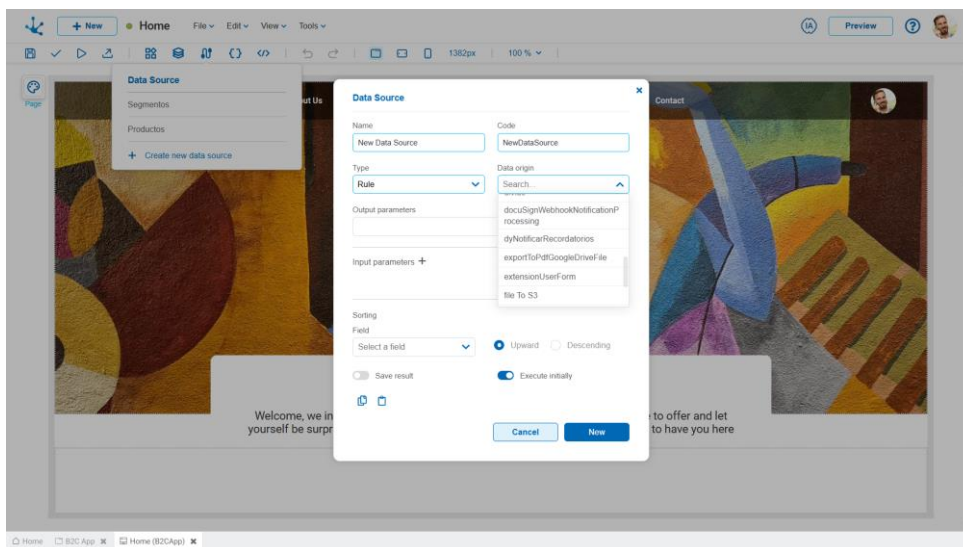 + New
Home
File
Edit
View
Tools
IA
Preview
?
1382px
100 %
Page
Data Source
Segmentos
Productos
+ Create new data source
ut Us
Contact
Data Source
Name
Code
New Data Source
NewDataSource
Type
Data origin
Rule
Search...
Output parameters
docuSignWebhookNotificationP
rocessing
dyNotificarRecordatorios
exportToPdfGoogleDriveFile
extensionUserForm
file To S3
Input parameters +
Sorting
Field
Select a field
Upward
Descending
Save result
Execute initially
Cancel
New
Welcome, we in
to offer and let
yourself be surpr
to have you here
Home
B2C App
Home (B2CApp)